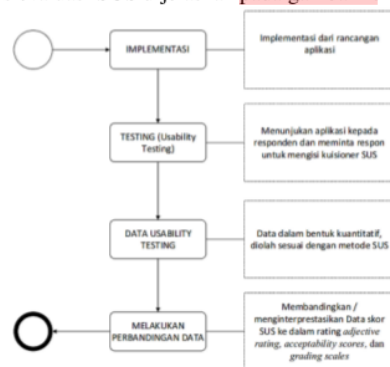 IMPLEMENTASI
Implementasi dari rancangan
aplikasi
TESTING (Usability
Testing)
Menunjukan aplikasi kepada
responden dan meminta respon
untuk mengisi kuisioner SUS
DATA USABILITY
TESTING
Data dalam bentuk kuantitatif,
diolah sesuai dengan metode SUS
MELAKUKAN
PERBANDINGAN DATA
Membandingkan /
menginterprestasikan Data skor
SUS ke dalam rating adjective
rating, acceptability scores, dan
grading scales